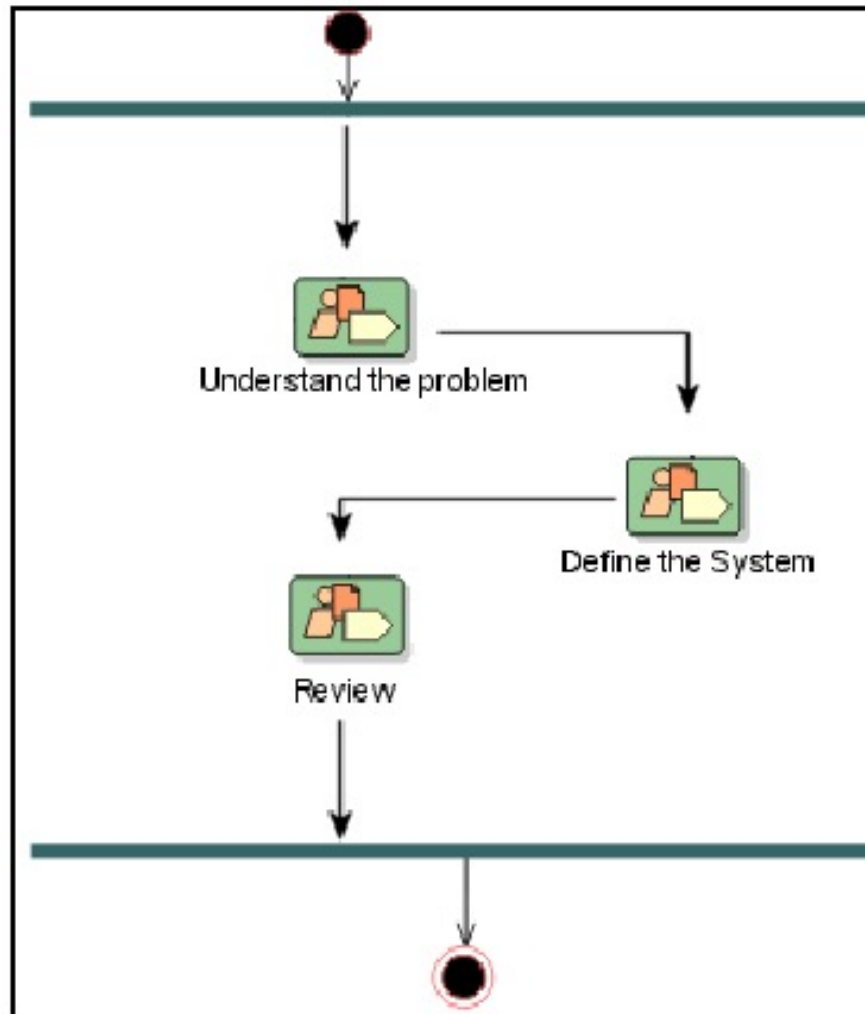 Understand the problem
Define the System
Review